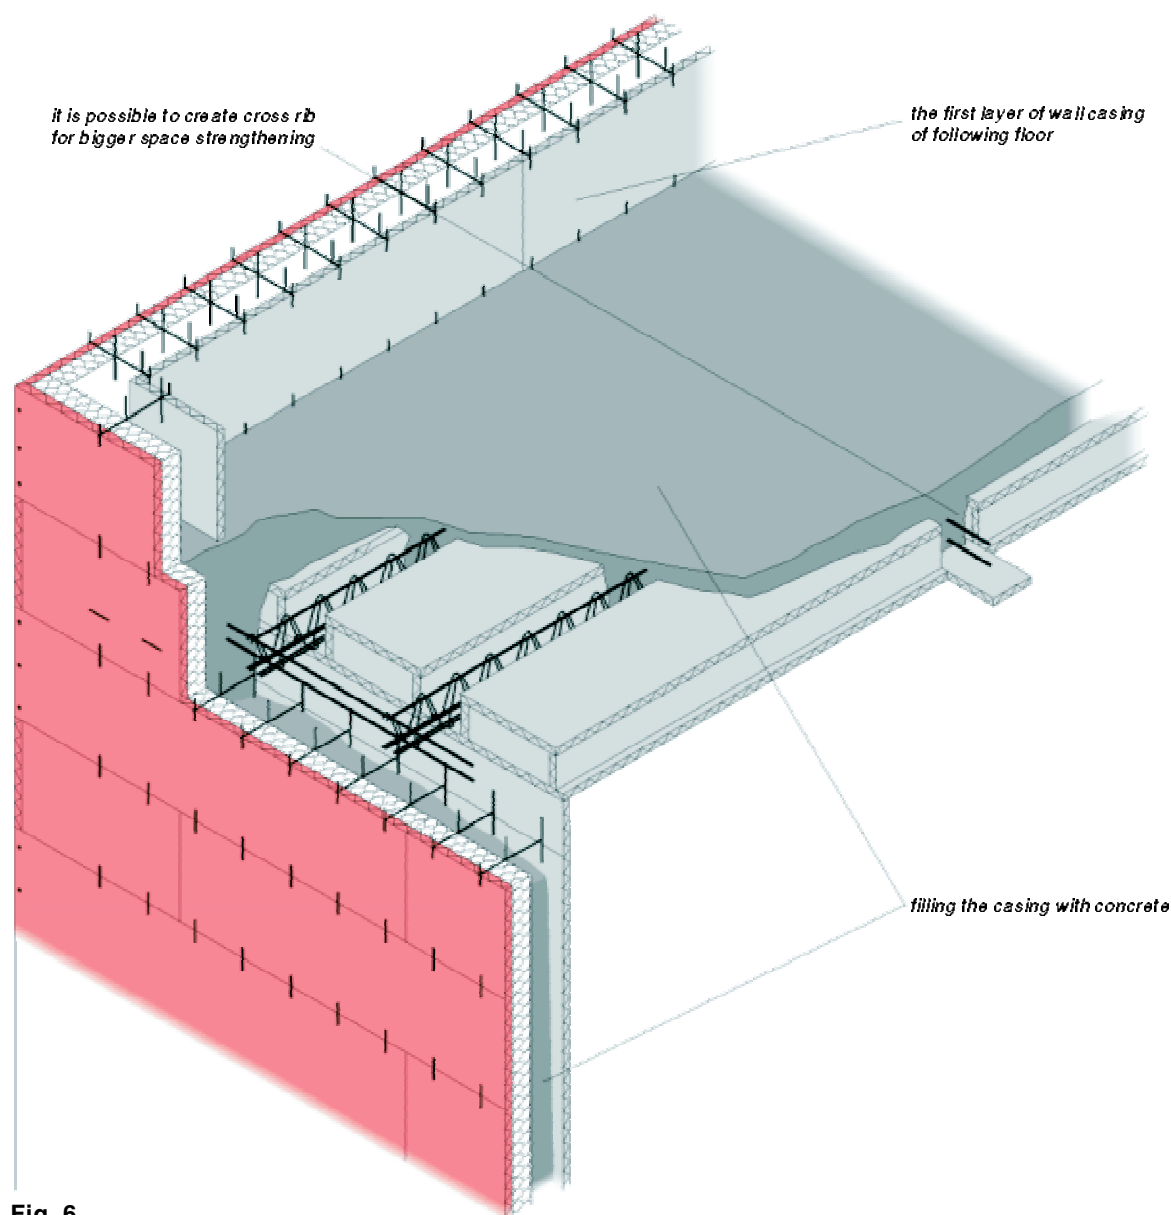 it is possible to create cross rib
for bigger space strengthening
the first layer of wall casing
of following floor
filling the casing with concrete
Fig. 6